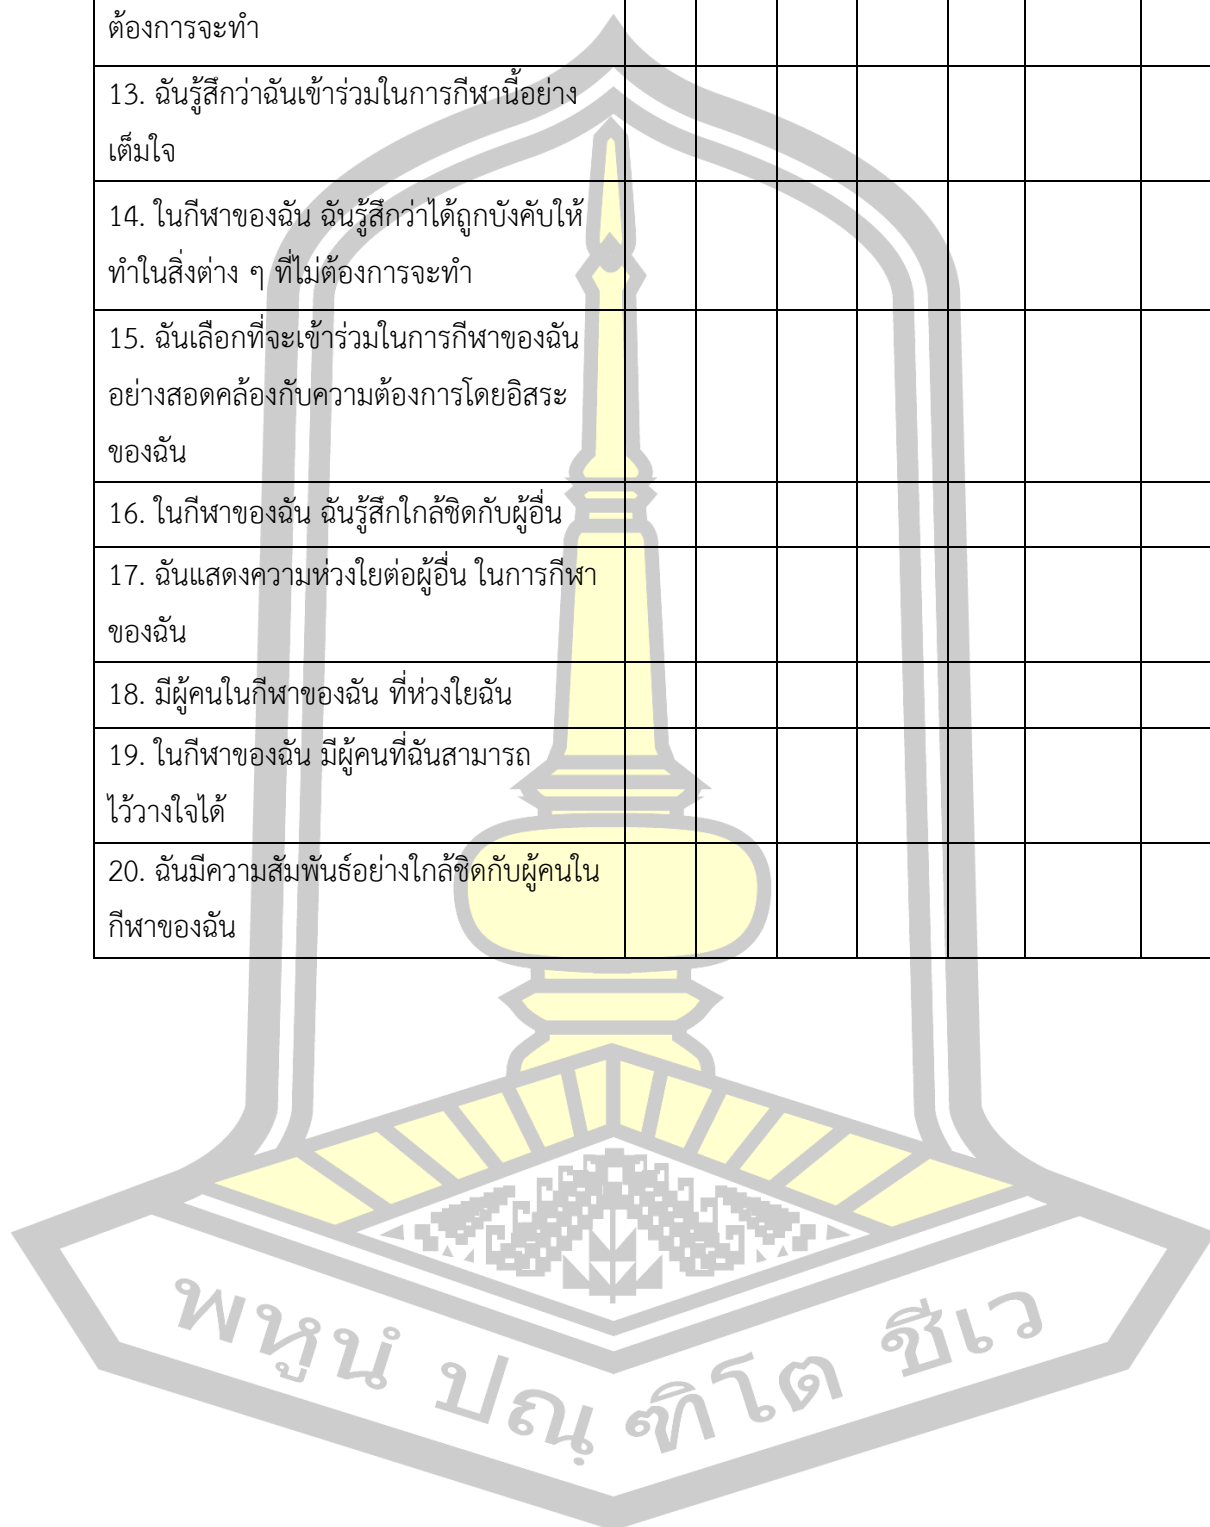 ต้องการจะทำ
13. ฉันรู้สึกว่าฉันเข้าร่วมในการกีฬานี้อย่าง
เต็มใจ
14. ในกีฬาของฉัน ฉันรู้สึกว่าได้ถูกบังคับให้
ทำในสิ่งต่าง ๆ ที่ไม่ต้องการจะทำ
15. ฉันเลือกที่จะเข้าร่วมในการกีฬาของฉัน
อย่างสอดคล้องกับความต้องการโดยอิสระ
ของฉัน
16. ในกีฬาของฉัน ฉันรู้สึกใกล้ชิดกับผู้อื่น
17. ฉันแสดงความห่วงใยต่อผู้อื่น ในการกีฬา
ของฉัน
18. มีผู้คนในกีฬาของฉัน ที่ห่วงใยฉัน
19. ในกีฬาของฉัน มีผู้คนที่ฉันสามารถ
ไว้วางใจได้
20. ฉันมีความสัมพันธ์อย่างใกล้ชิดกับผู้คนใน
กีฬาของฉัน
พหูนํ ปณฺฑิโต ชีเว